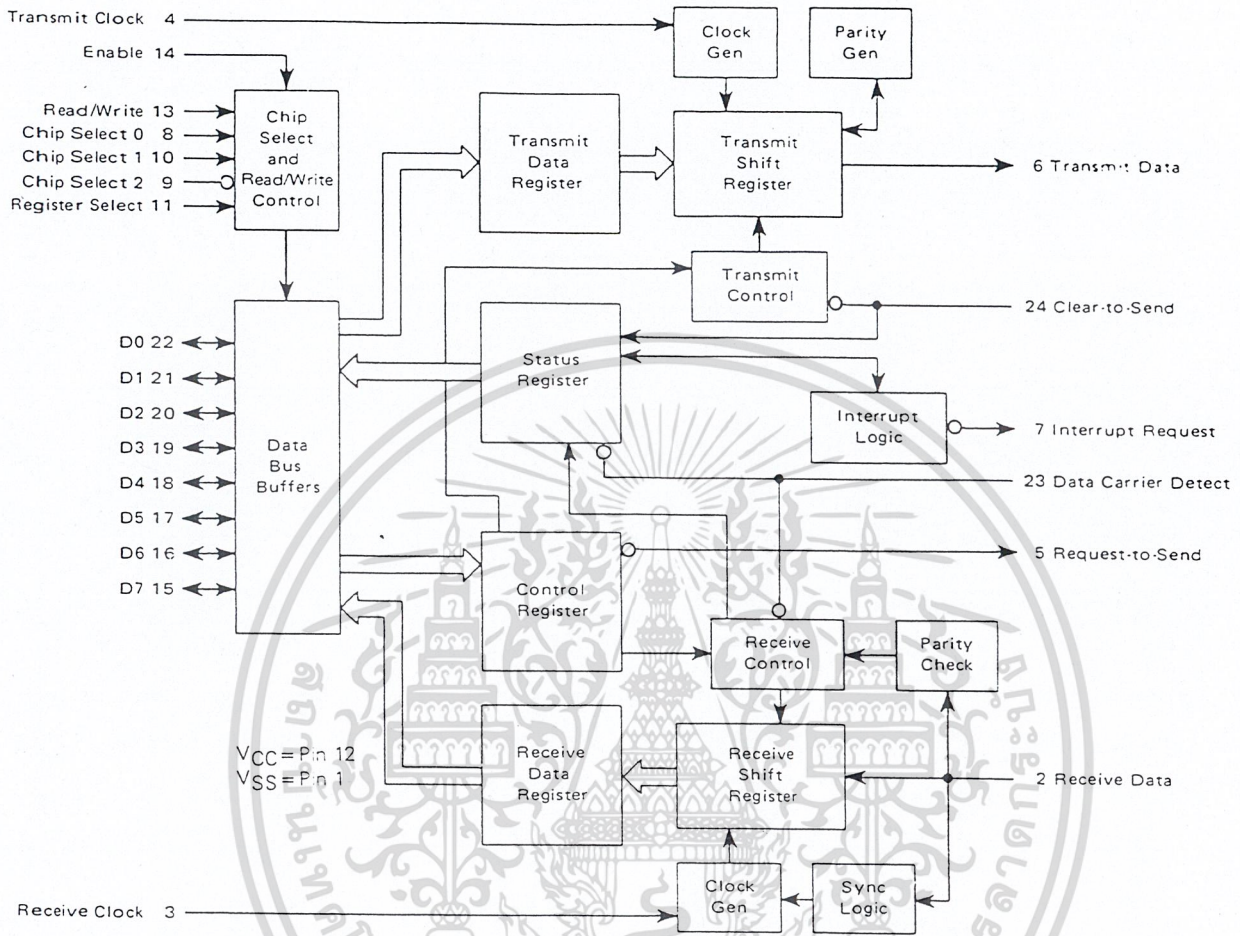 Transmit Clock 4
Clock
Gen
Parity
Gen
Enable 14
Read/Write 13
Chip Select 0 8
Chip Select 1 10
Chip Select 2 9
Register Select 11
Chip
Select
and
Read/Write
Control
Transmit
Data
Register
Transmit
Shift
Register
6 Transmit Data
Transmit
Control
24 Clear-to-Send
D0 22
D1 21
D2 20
D3 19
D4 18
D5 17
D6 16
D7 15
Data
Bus
Buffers
Status
Register
Interrupt
Logic
7 Interrupt Request
23 Data Carrier Detect
5 Request-to-Send
Control
Register
Receive
Control
Parity
Check
VCC = Pin 12
VSS = Pin 1
Receive
Data
Register
Receive
Shift
Register
2 Receive Data
Receive Clock 3
Clock
Gen
Sync
Logic